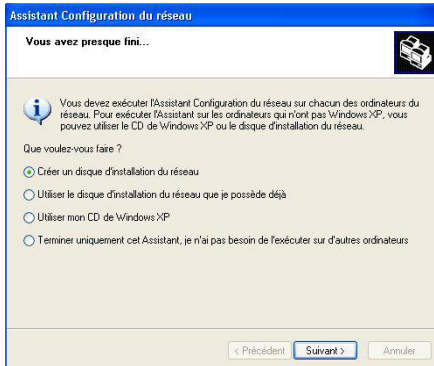 Assistant Configuration du réseau
Vous avez presque fini...
Vous devez exécuter l'Assistant Configuration du réseau sur chacun des ordinateurs du
réseau. Pour exécuter l'Assistant sur les ordinateurs qui n'ont pas Windows XP, vous
pouvez utiliser le CD de Windows XP ou le disque d'installation du réseau.
Que voulez-vous faire ?
Créer un disque d'installation du réseau
Utiliser le disque d'installation du réseau que je possède déjà
Utiliser mon CD de Windows XP
Terminer uniquement cet Assistant, je n'ai pas besoin de l'exécuter sur d'autres ordinateurs
< Précédent Suivant > Annuler